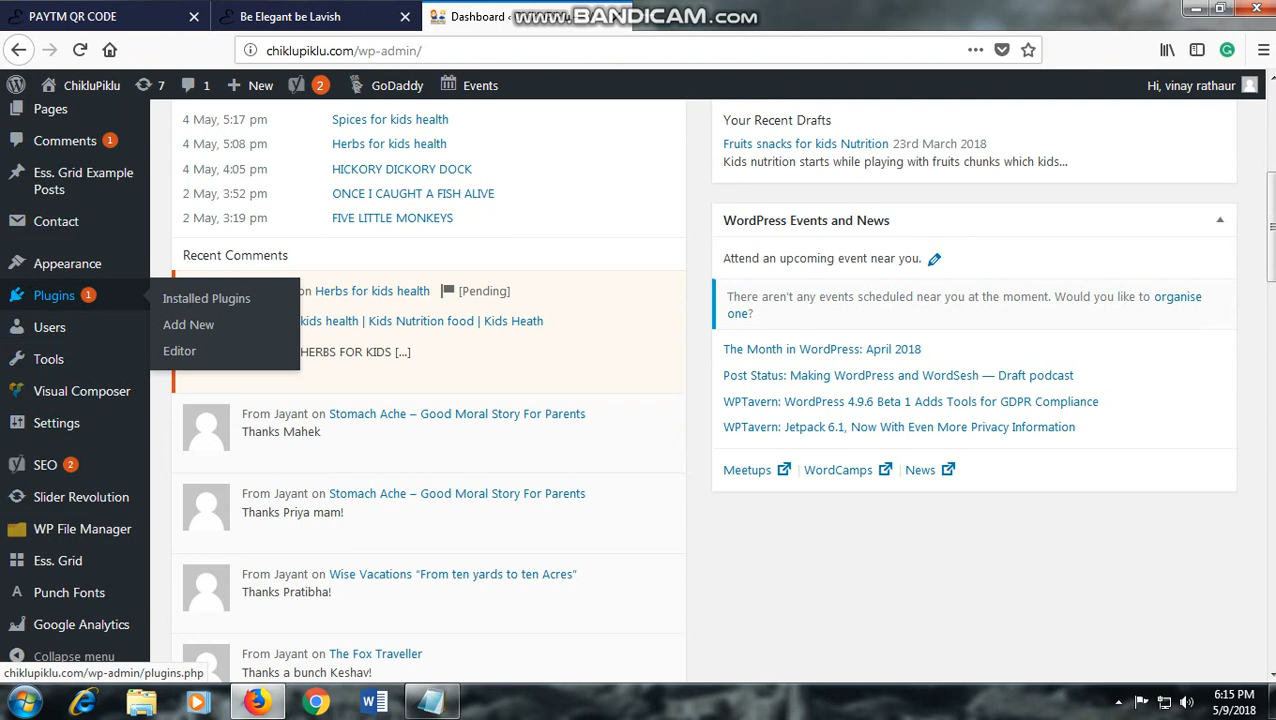 PAYTM QR CODE
Be Elegant be Lavish
Dashboard ‹
www.BANDICAM.com
chiklupiklu.com/wp-admin/
ChikluPiklu
7
1
New
2
GoDaddy
Events
Hi, vinay rathaur
Pages
Comments 1
Ess. Grid Example
Posts
Contact
Appearance
Plugins 1
Users
Tools
Visual Composer
Settings
SEO 2
Slider Revolution
WP File Manager
Ess. Grid
Punch Fonts
Google Analytics
Collapse menu
Installed Plugins
Add New
Editor
4 May, 5:17 pm Spices for kids health
4 May, 5:08 pm Herbs for kids health
4 May, 4:05 pm HICKORY DICKORY DOCK
2 May, 3:52 pm ONCE I CAUGHT A FISH ALIVE
2 May, 3:19 pm FIVE LITTLE MONKEYS
Recent Comments
on Herbs for kids health [Pending]
kids health | Kids Nutrition food | Kids Heath
HERBS FOR KIDS [...]
From Jayant on Stomach Ache – Good Moral Story For Parents
Thanks Mahek
From Jayant on Stomach Ache – Good Moral Story For Parents
Thanks Priya mam!
From Jayant on Wise Vacations “From ten yards to ten Acres”
Thanks Pratibha!
From Jayant on The Fox Traveller
Thanks a bunch Keshav!
Your Recent Drafts
Fruits snacks for kids Nutrition 23rd March 2018
Kids nutrition starts while playing with fruits chunks which kids...
WordPress Events and News
Attend an upcoming event near you.
There aren't any events scheduled near you at the moment. Would you like to organise
one?
The Month in WordPress: April 2018
Post Status: Making WordPress and WordSesh — Draft podcast
WPTavern: WordPress 4.9.6 Beta 1 Adds Tools for GDPR Compliance
WPTavern: Jetpack 6.1, Now With Even More Privacy Information
Meetups | WordCamps | News
chiklupiklu.com/wp-admin/plugins.php
6:15 PM
5/9/2018